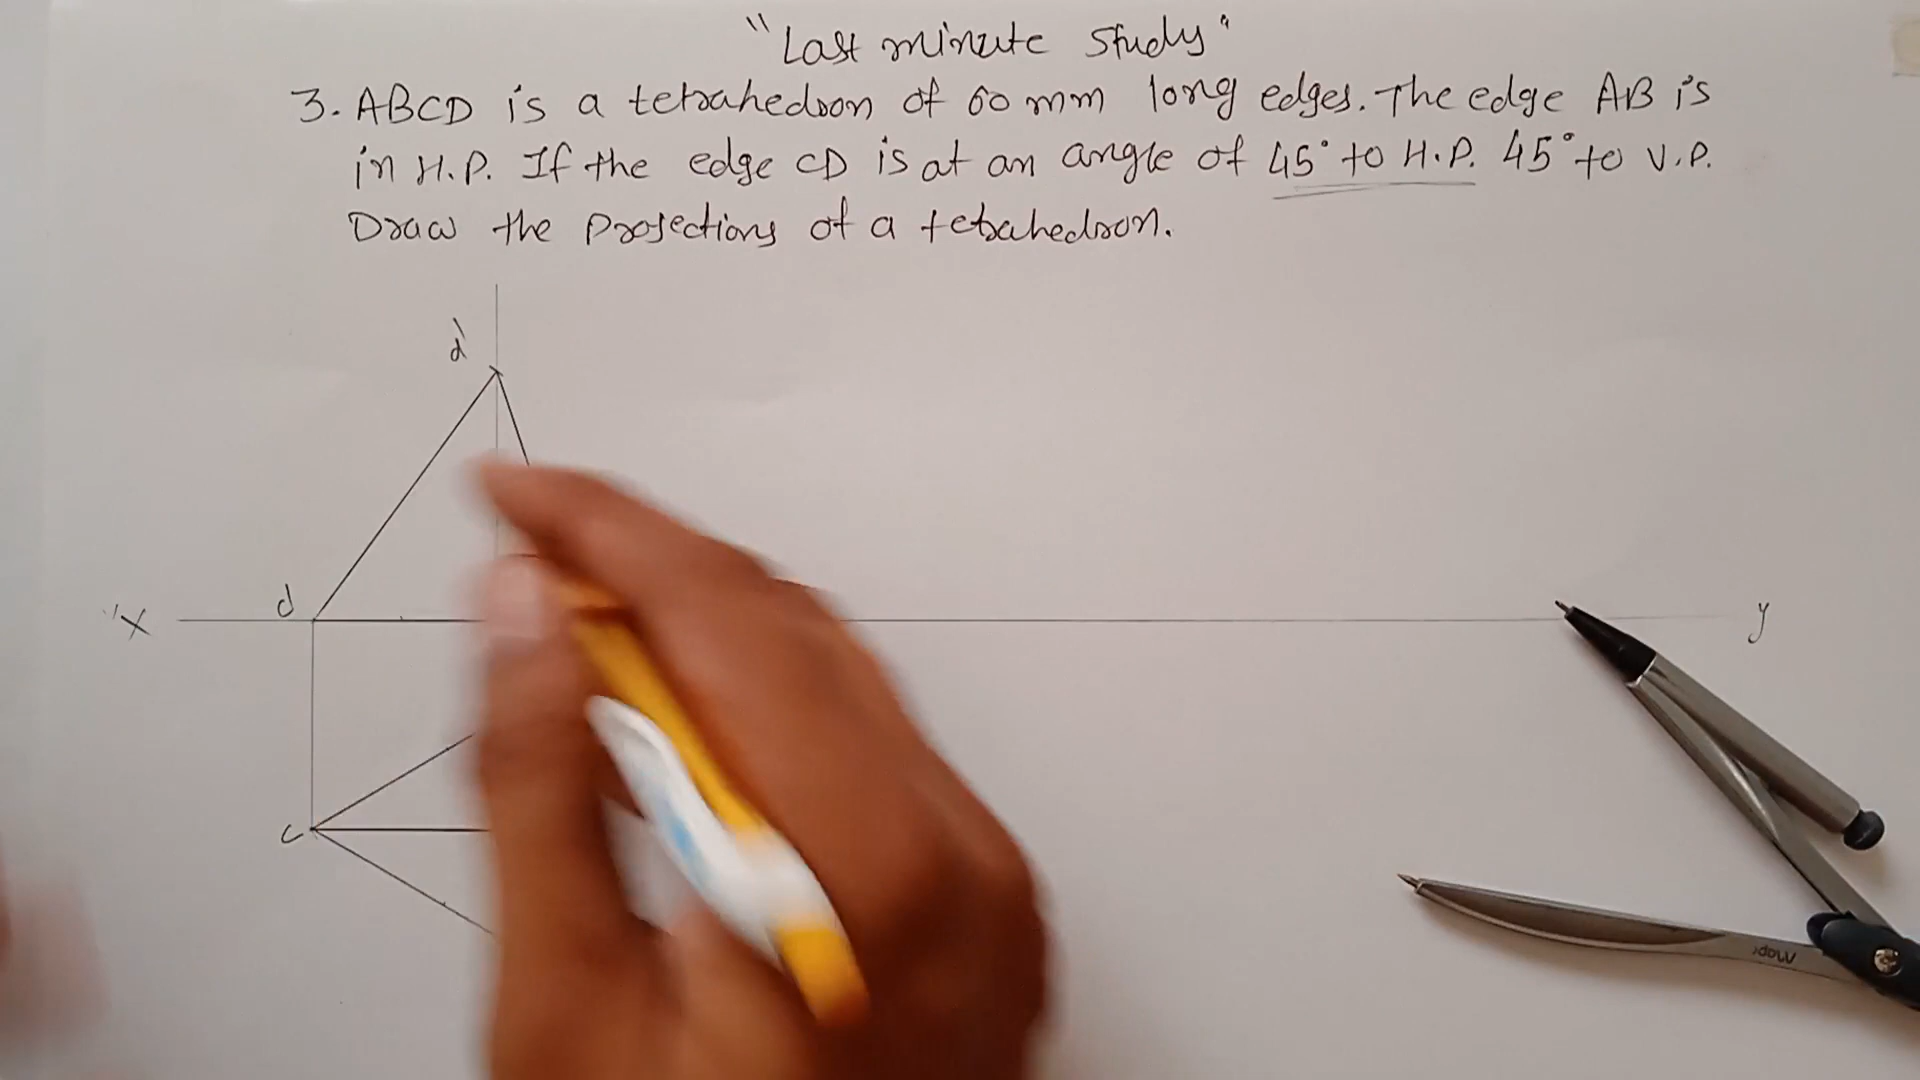 "Last minute study"
3. ABCD is a tetrahedron of 60 mm long edges. The edge AB is
in H.P. If the edge CD is at an angle of 45° to H.P. 45° to V.P.
Draw the projections of a tetrahedron.
d'
d
X
y
c